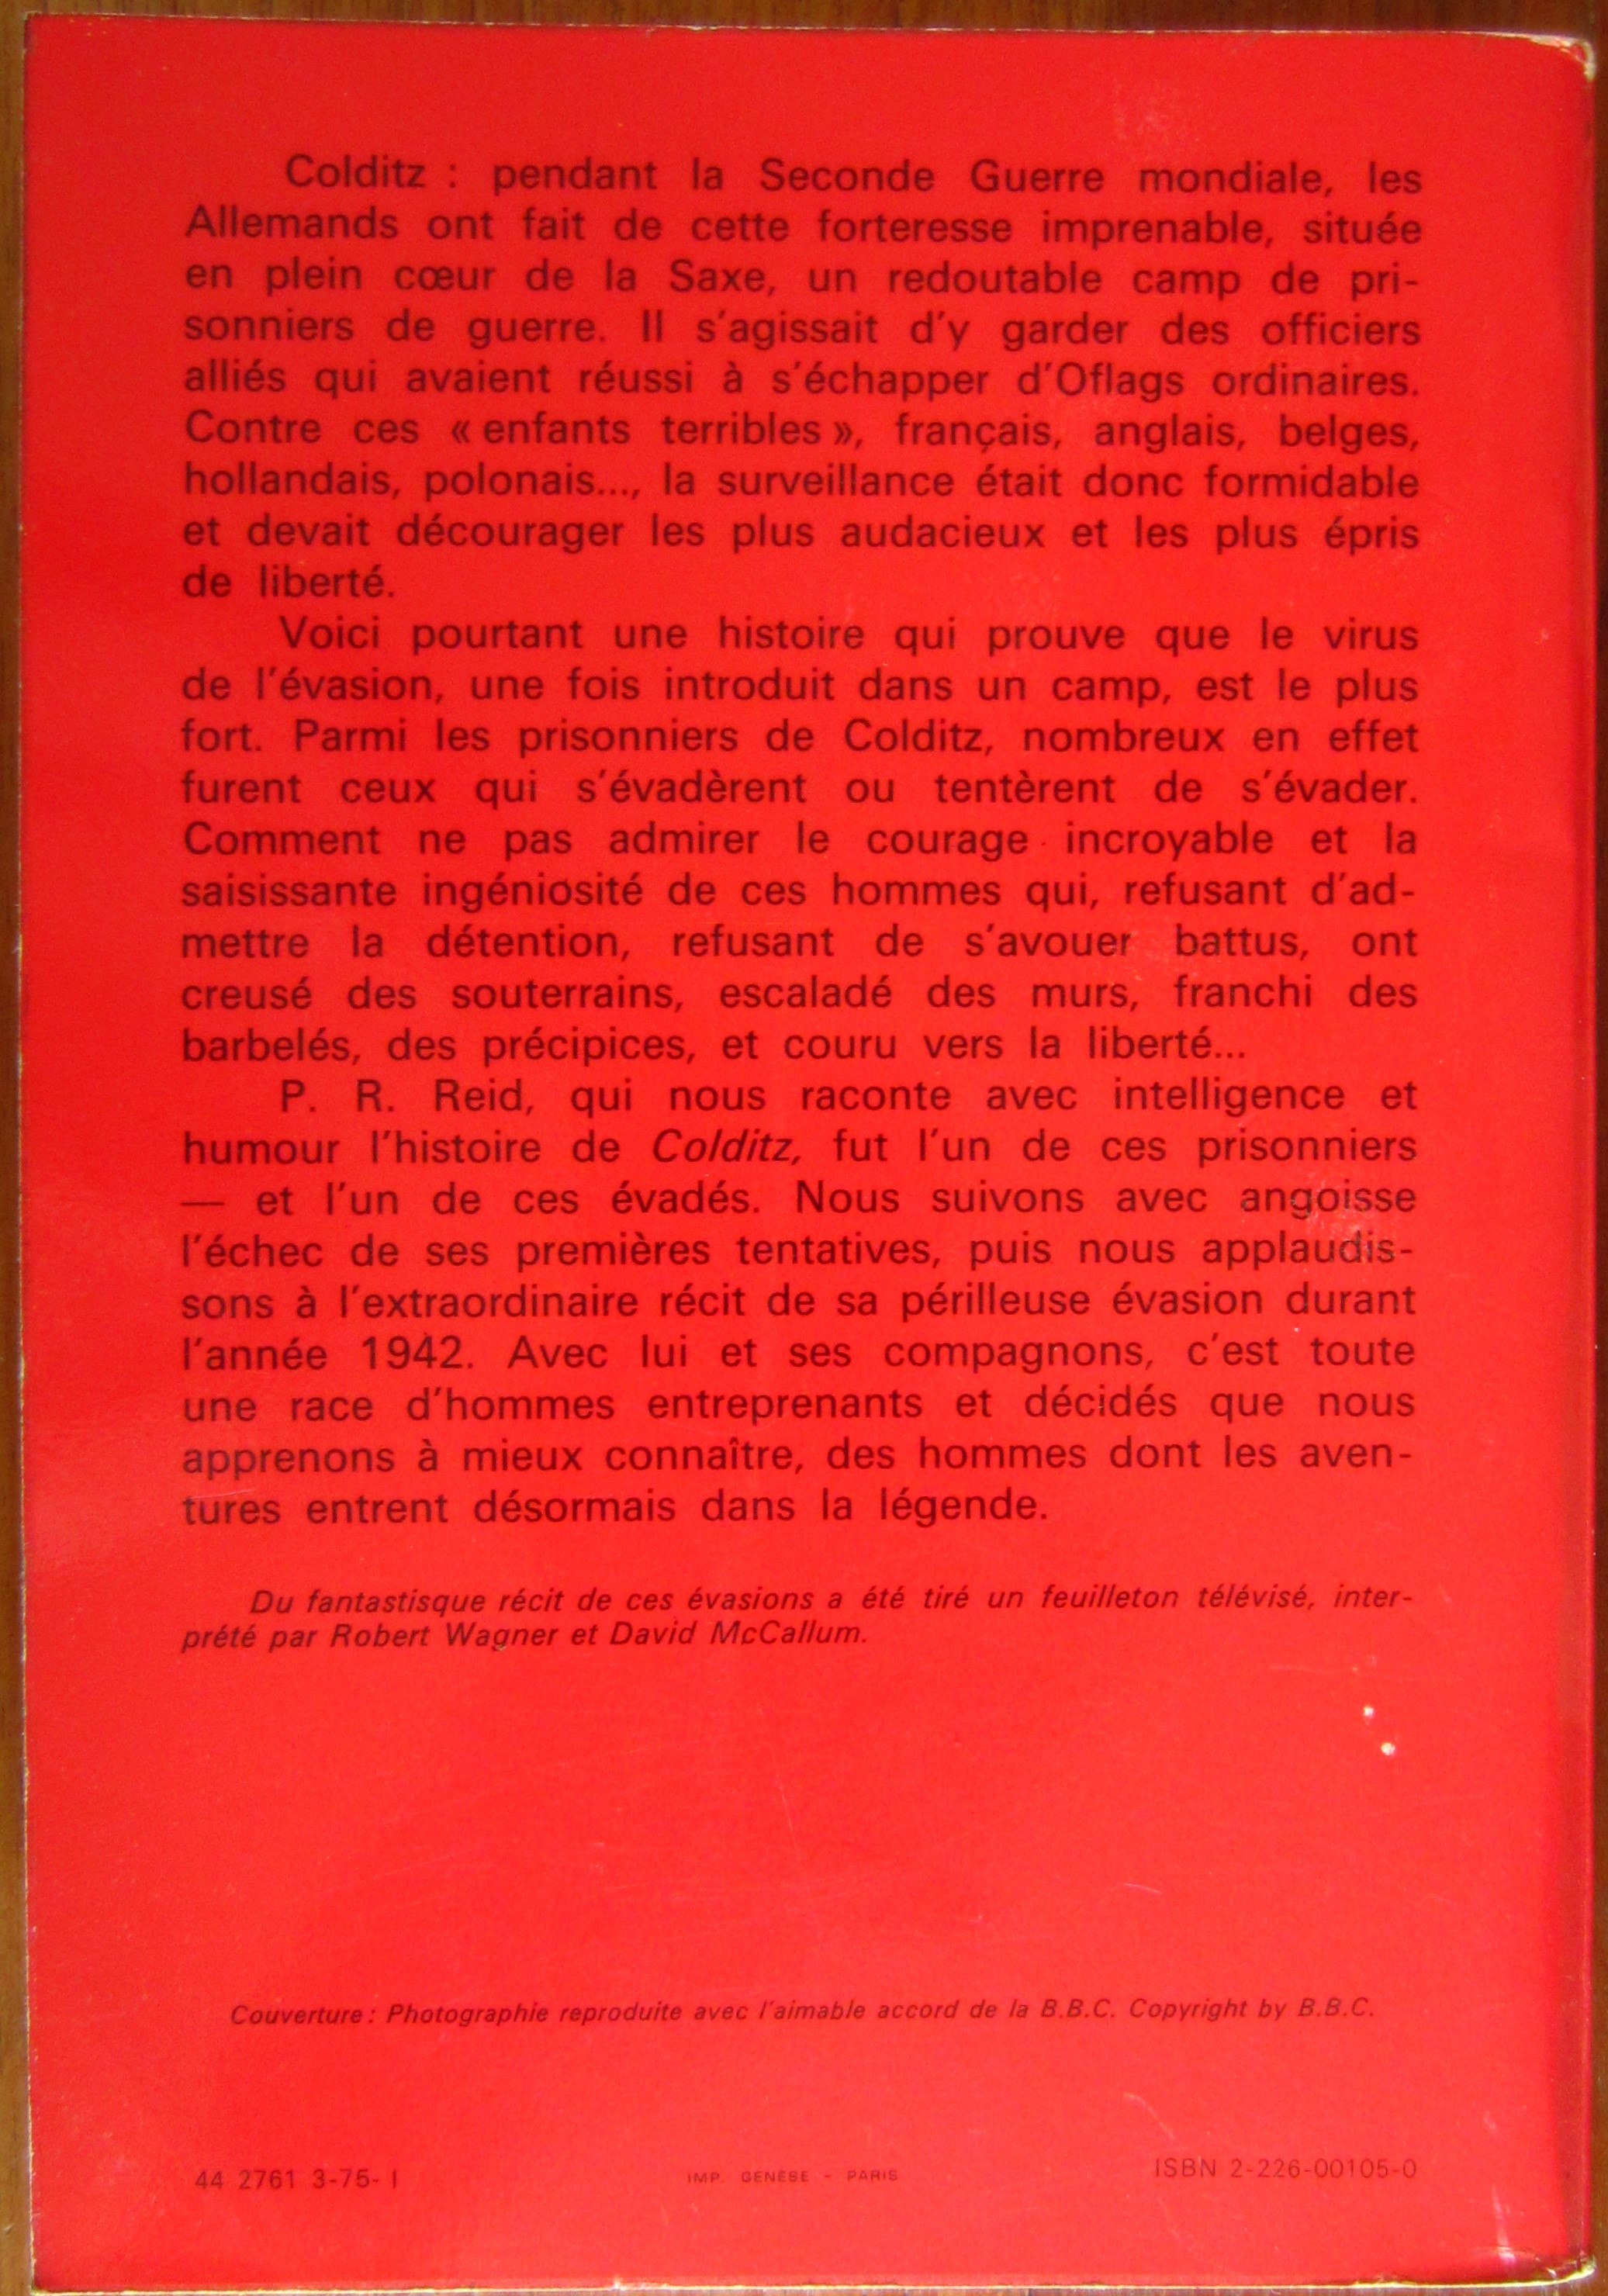 Colditz : pendant la Seconde Guerre mondiale, les
Allemands ont fait de cette forteresse imprenable, située
en plein cœur de la Saxe, un redoutable camp de pri-
sonniers de guerre. Il s'agissait d'y garder des officiers
alliés qui avaient réussi à s'échapper d'Oflags ordinaires.
Contre ces « enfants terribles », français, anglais, belges,
hollandais, polonais..., la surveillance était donc formidable
et devait décourager les plus audacieux et les plus épris
de liberté.
Voici pourtant une histoire qui prouve que le virus
de l'évasion, une fois introduit dans un camp, est le plus
fort. Parmi les prisonniers de Colditz, nombreux en effet
furent ceux qui s'évadèrent ou tentèrent de s'évader.
Comment ne pas admirer le courage incroyable et la
saisissante ingéniosité de ces hommes qui, refusant d'ad-
mettre la détention, refusant de s'avouer battus, ont
creusé des souterrains, escaladé des murs, franchi des
barbelés, des précipices, et couru vers la liberté...
P. R. Reid, qui nous raconte avec intelligence et
humour l'histoire de Colditz, fut l'un de ces prisonniers
— et l'un de ces évadés. Nous suivons avec angoisse
l'échec de ses premières tentatives, puis nous applaudis-
sons à l'extraordinaire récit de sa périlleuse évasion durant
l'année 1942. Avec lui et ses compagnons, c'est toute
une race d'hommes entreprenants et décidés que nous
apprenons à mieux connaître, des hommes dont les aven-
tures entrent désormais dans la légende.
Du fantastisque récit de ces évasions a été tiré un feuilleton télévisé, inter-
prété par Robert Wagner et David McCallum.
Couverture : Photographie reproduite avec l'aimable accord de la B.B.C. Copyright by B.B.C.
44 2761 3-75- I
IMP. GENÈSE - PARIS
ISBN 2-226-00105-0